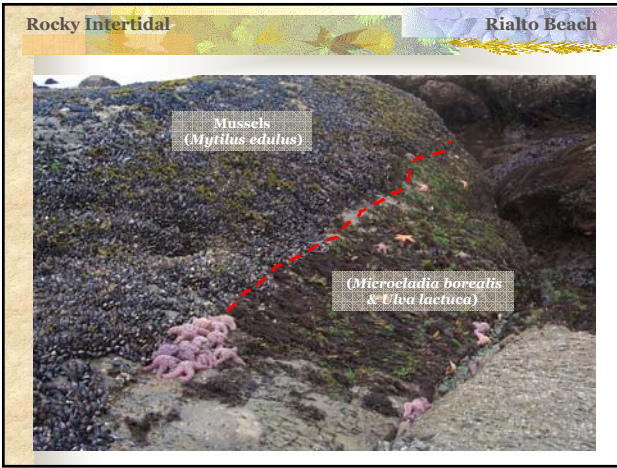 Rocky Intertidal
Rialto Beach
Mussels
(Mytilus edulus)
(Microcladia borealis
& Ulva lactuca)